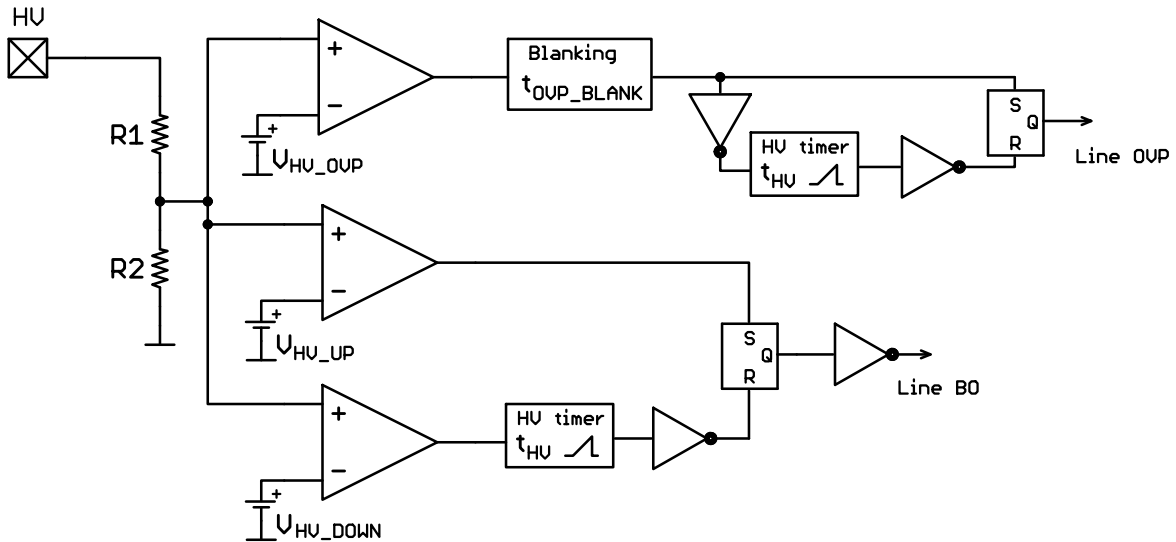 HV
+
−
+
VHV_OVP
Blanking
tOVP_BLANK
HV timer
tHV
S
Q
R
Line OVP
R1
R2
+
−
+
VHV_UP
S
Q
R
Line BO
+
−
+
VHV_DOWN
HV timer
tHV